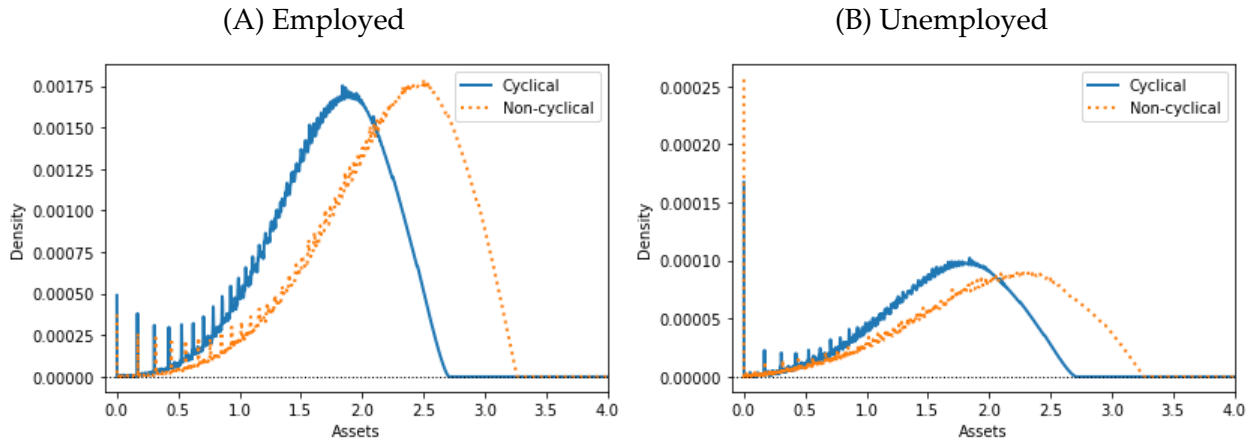 (A) Employed
0.00175
0.00150
0.00125
0.00100
0.00075
0.00050
0.00025
0.00000
Density
Cyclical
Non-cyclical
0.0 0.5 1.0 1.5 2.0 2.5 3.0 3.5 4.0
Assets
(B) Unemployed
0.00025
0.00020
0.00015
0.00010
0.00005
0.00000
Density
Cyclical
Non-cyclical
0.0 0.5 1.0 1.5 2.0 2.5 3.0 3.5 4.0
Assets